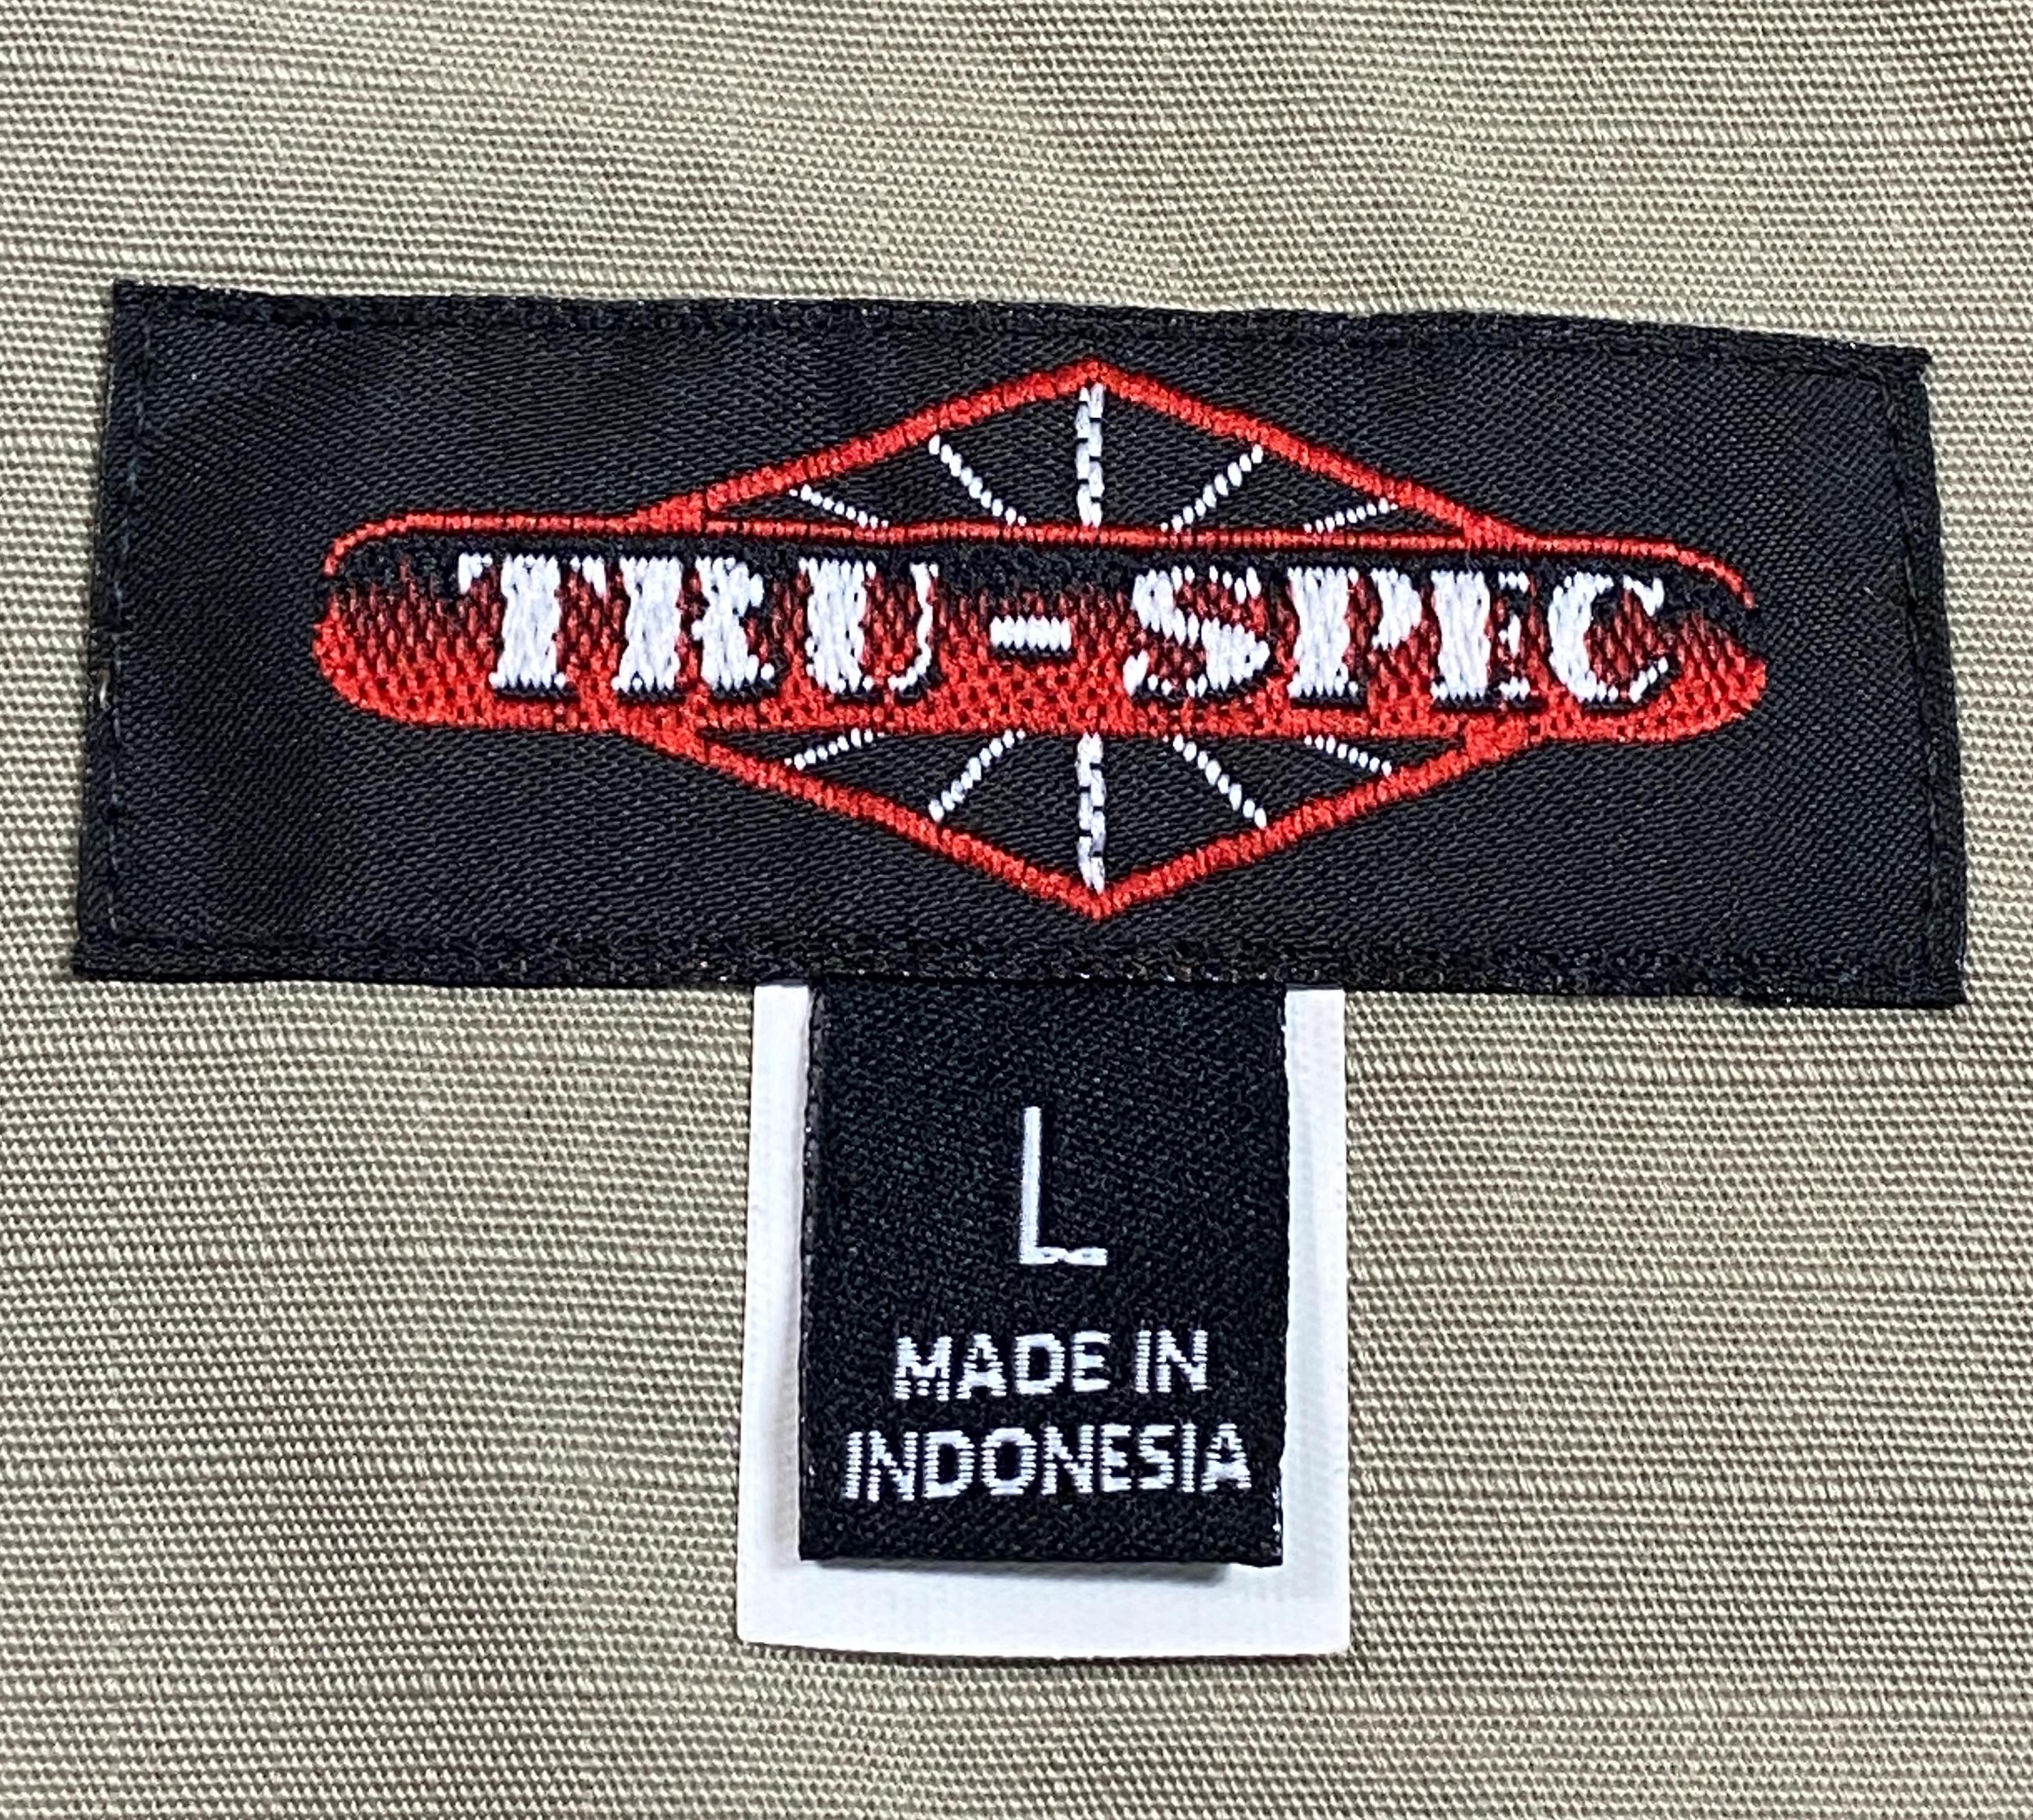 TRU-SPEC
L
MADE IN
INDONESIA